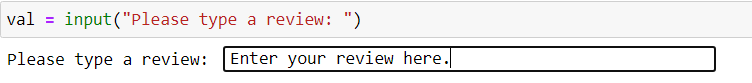 val = input("Please type a review: ")
Please type a review: Enter your review here.